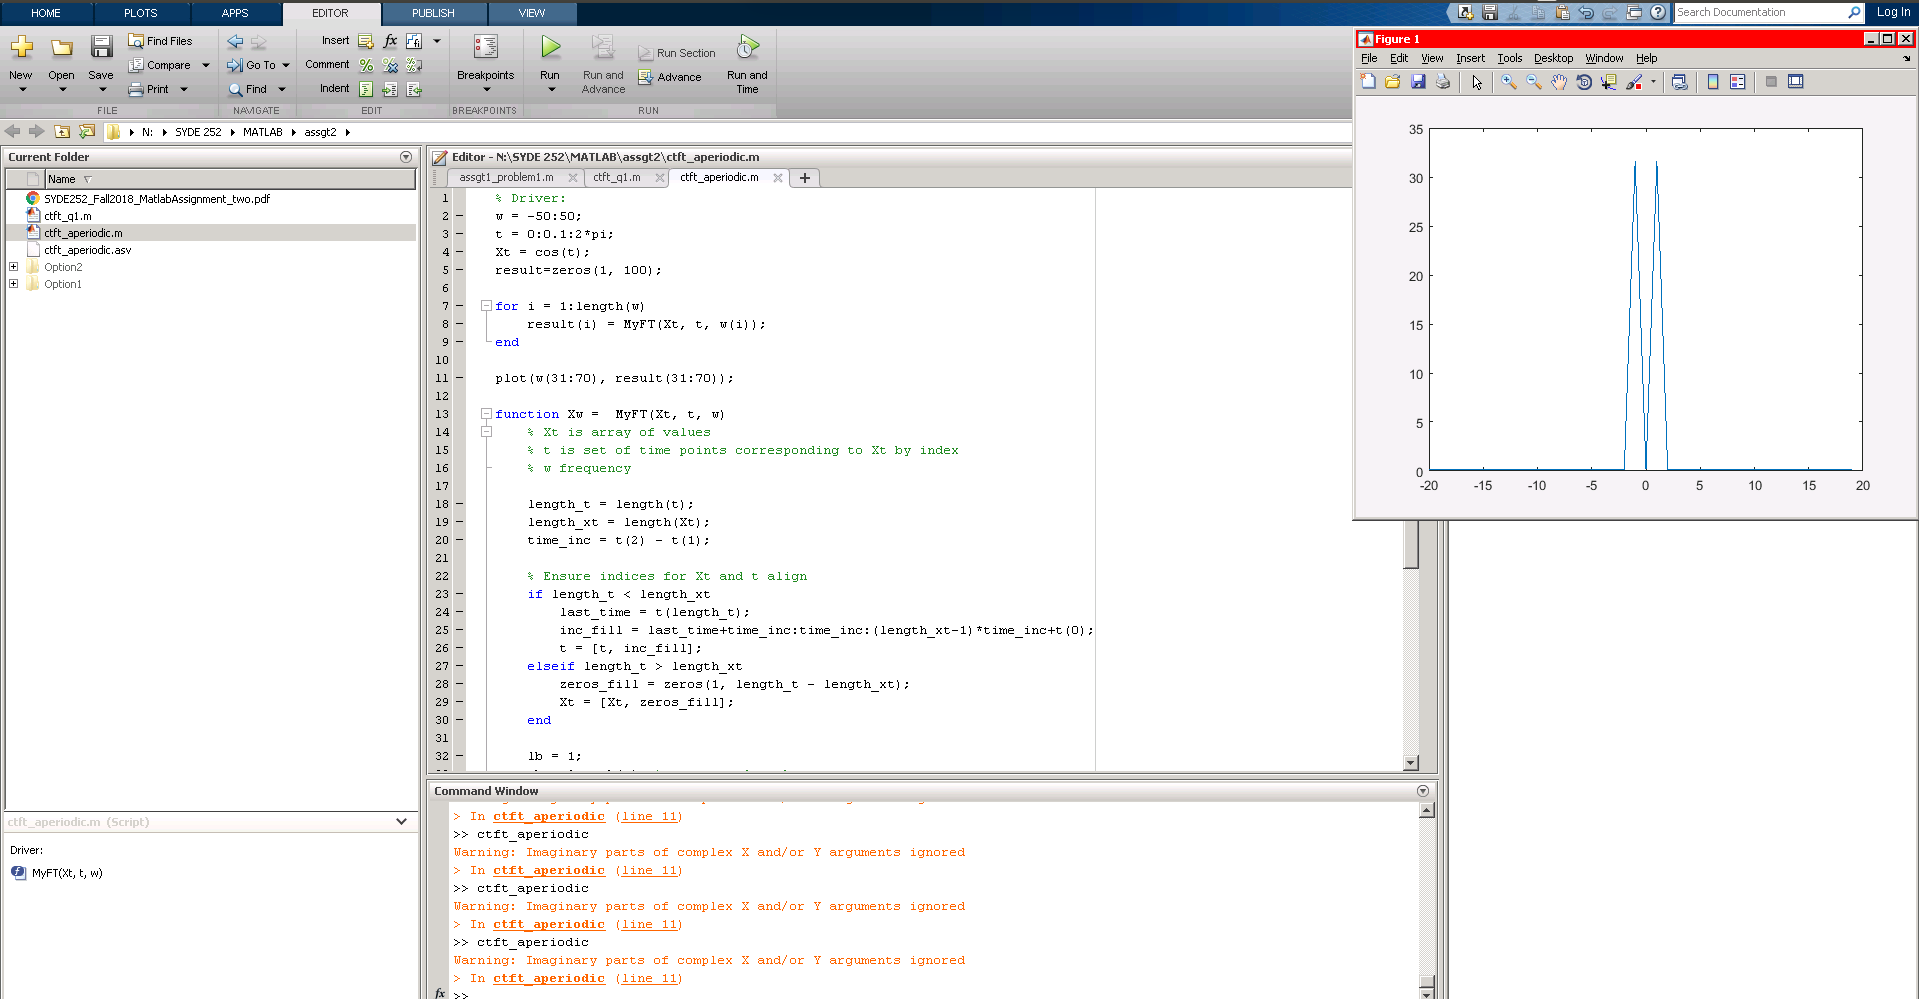 HOME PLOTS APPS EDITOR PUBLISH VIEW
Search Documentation
Log In
New
Open
Save
Find Files
Compare
Print
FILE
Go To
Find
NAVIGATE
Insert
Comment
Indent
fx
EDIT
Breakpoints
BREAKPOINTS
Run
Run and Advance
Run Section
Advance
Run and Time
RUN
N: SYDE 252 MATLAB assgt2
Current Folder
Name
SYDE252_Fall2018_MatlabAssignment_two.pdf
ctft_q1.m
ctft_aperiodic.m
ctft_aperiodic.asv
Option2
Option1
ctft_aperiodic.m (Script)
Driver:
MyFT(Xt, t, w)
Editor - N:\SYDE 252\MATLAB\assgt2\ctft_aperiodic.m
assgt1_problem1.m ctft_q1.m ctft_aperiodic.m
1 % Driver:
2 w = -50:50;
3 t = 0:0.1:2*pi;
4 Xt = cos(t);
5 result=zeros(1, 100);
6
7 for i = 1:length(w)
8 result(i) = MyFT(Xt, t, w(i));
9 end
10
11 plot(w(31:70), result(31:70));
12
13 function Xw =  MyFT(Xt, t, w)
14 % Xt is array of values
15 % t is set of time points corresponding to Xt by index
16 % w frequency
17
18 length_t = length(t);
19 length_xt = length(Xt);
20 time_inc = t(2) - t(1);
21
22 % Ensure indices for Xt and t align
23 if length_t < length_xt
24 last_time = t(length_t);
25 inc_fill = last_time+time_inc:time_inc:(length_xt-1)*time_inc+t(0);
26 t = [t, inc_fill];
27 elseif length_t > length_xt
28 zeros_fill = zeros(1, length_t - length_xt);
29 Xt = [Xt, zeros_fill];
30 end
31
32 lb = 1;
Command Window
> In ctft_aperiodic (line 11)
>> ctft_aperiodic
Warning: Imaginary parts of complex X and/or Y arguments ignored
> In ctft_aperiodic (line 11)
>> ctft_aperiodic
Warning: Imaginary parts of complex X and/or Y arguments ignored
> In ctft_aperiodic (line 11)
>> ctft_aperiodic
Warning: Imaginary parts of complex X and/or Y arguments ignored
> In ctft_aperiodic (line 11)
fx >>
Figure 1
File Edit View Insert Tools Desktop Window Help
35
30
25
20
15
10
5
0
-20 -15 -10 -5 0 5 10 15 20